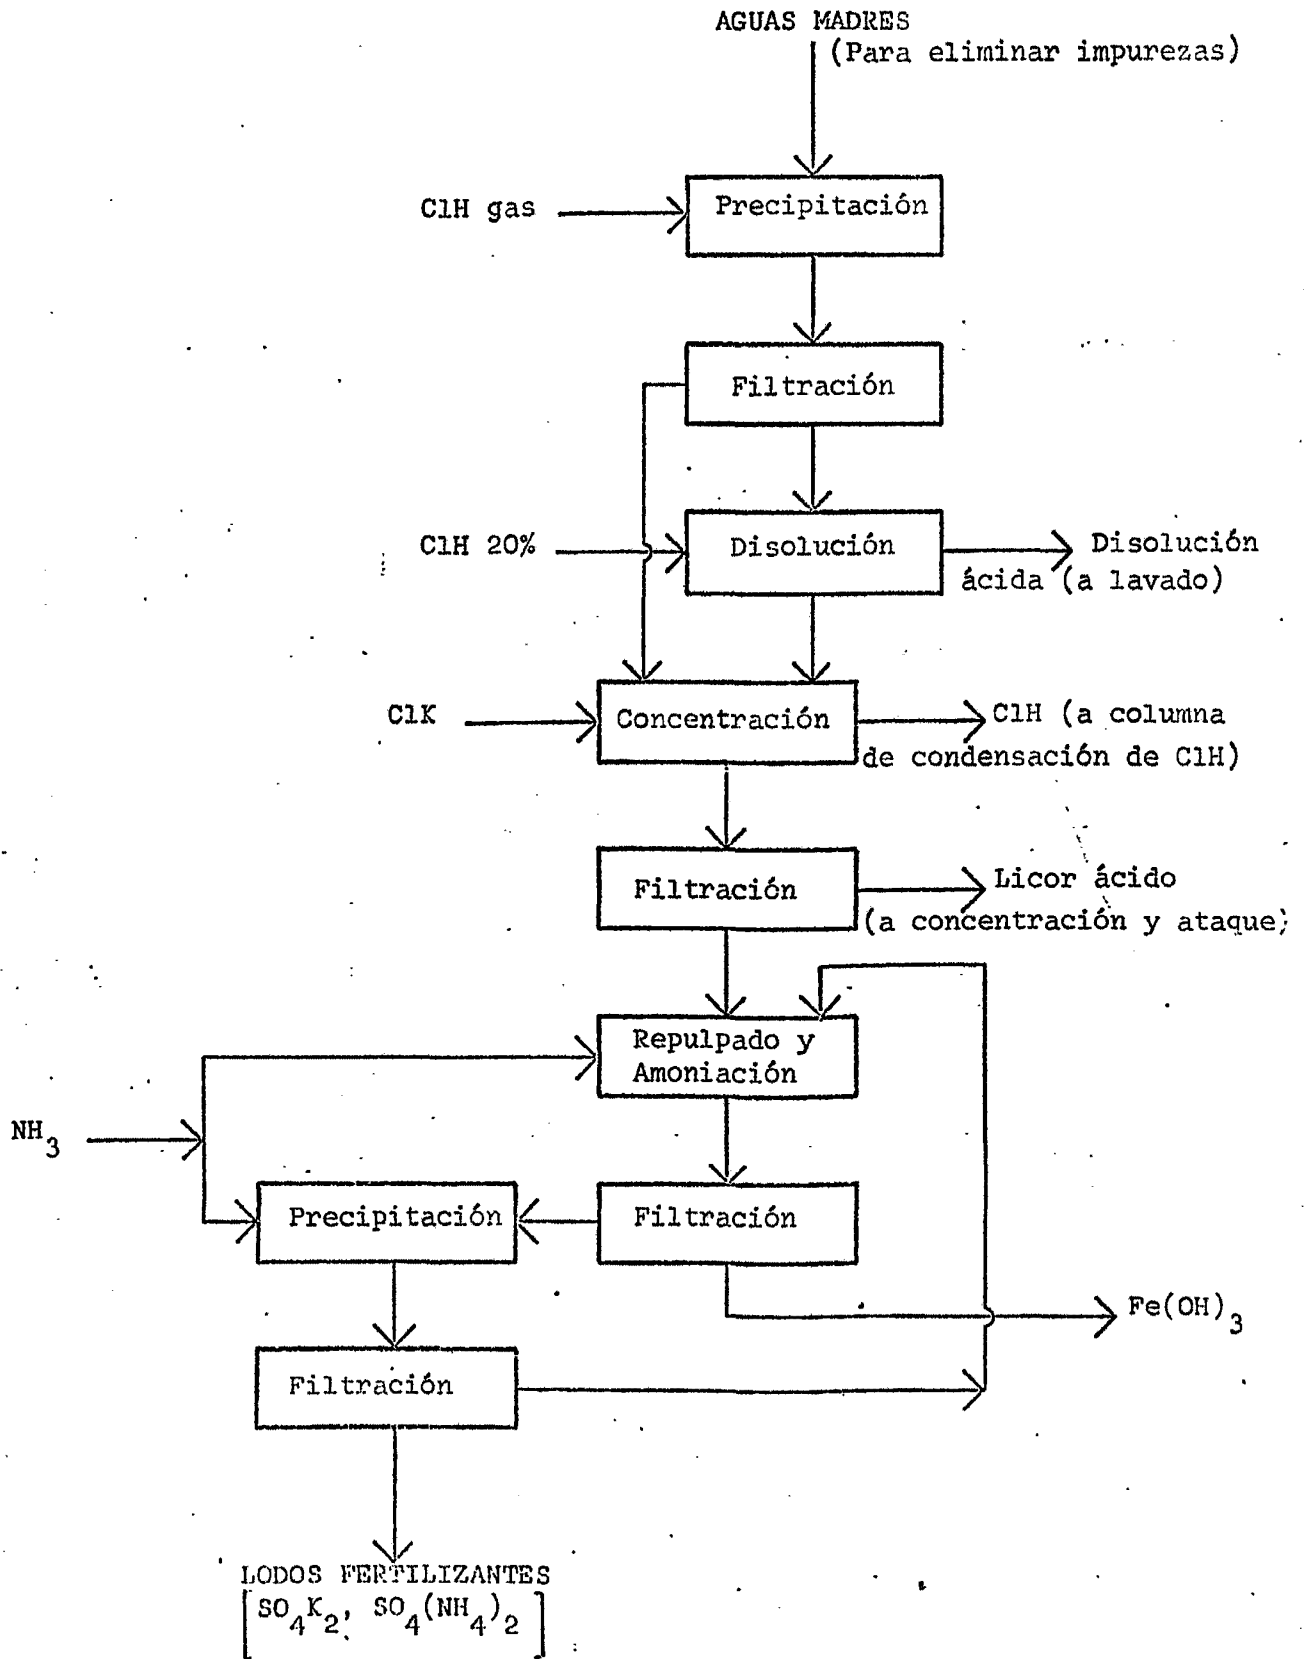 AGUAS MADRES
(Para eliminar impurezas)
ClH gas
Precipitación
Filtración
ClH 20%
Disolución
Disolución
ácida (a lavado)
ClK
Concentración
ClH (a columna
de condensación de ClH)
Filtración
Licor ácido
(a concentración y ataque)
Repulpado y
Amoniación
NH3
Precipitación
Filtración
Fe(OH)3
Filtración
LODOS FERTILIZANTES
[SO4K2, SO4(NH4)2]